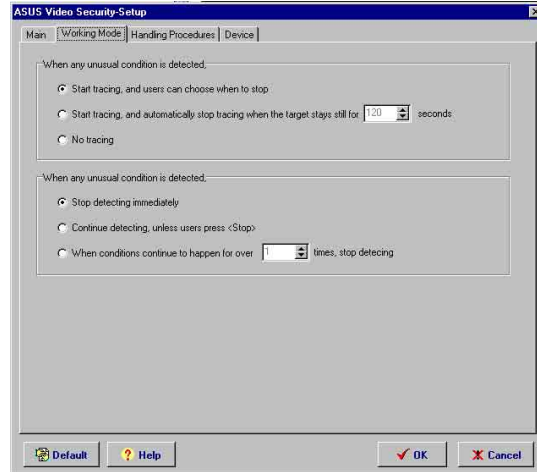 ASUS Video Security-Setup
Main Working Mode Handling Procedures Device
When any unusual condition is detected,
Start tracing, and users can choose when to stop
Start tracing, and automatically stop tracing when the target stays still for 120 seconds
No tracing
When any unusual condition is detected,
Stop detecting immediately
Continue detecting, unless users press <Stop>
When conditions continue to happen for over 1 times, stop detecing
Default ? Help OK Cancel